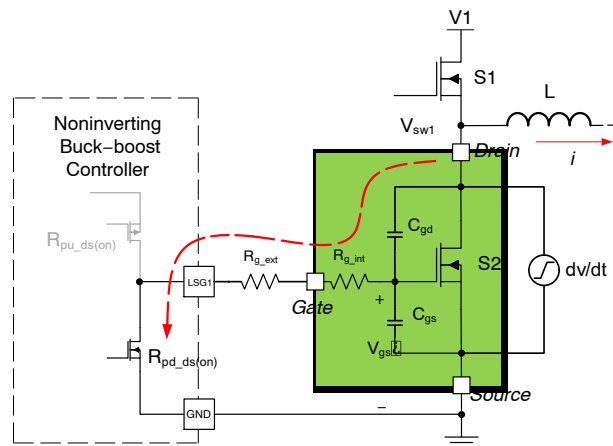 V1
S1
L
Noninverting
Buck−boost
Controller
Vsw1
Drain
i
Rpu_ds(on)
Cgd
Rg_ext
Rg_int
S2
dv/dt
LSG1
Gate
+
Cgs
Rpd_ds(on)
Vgs
Source
GND
−